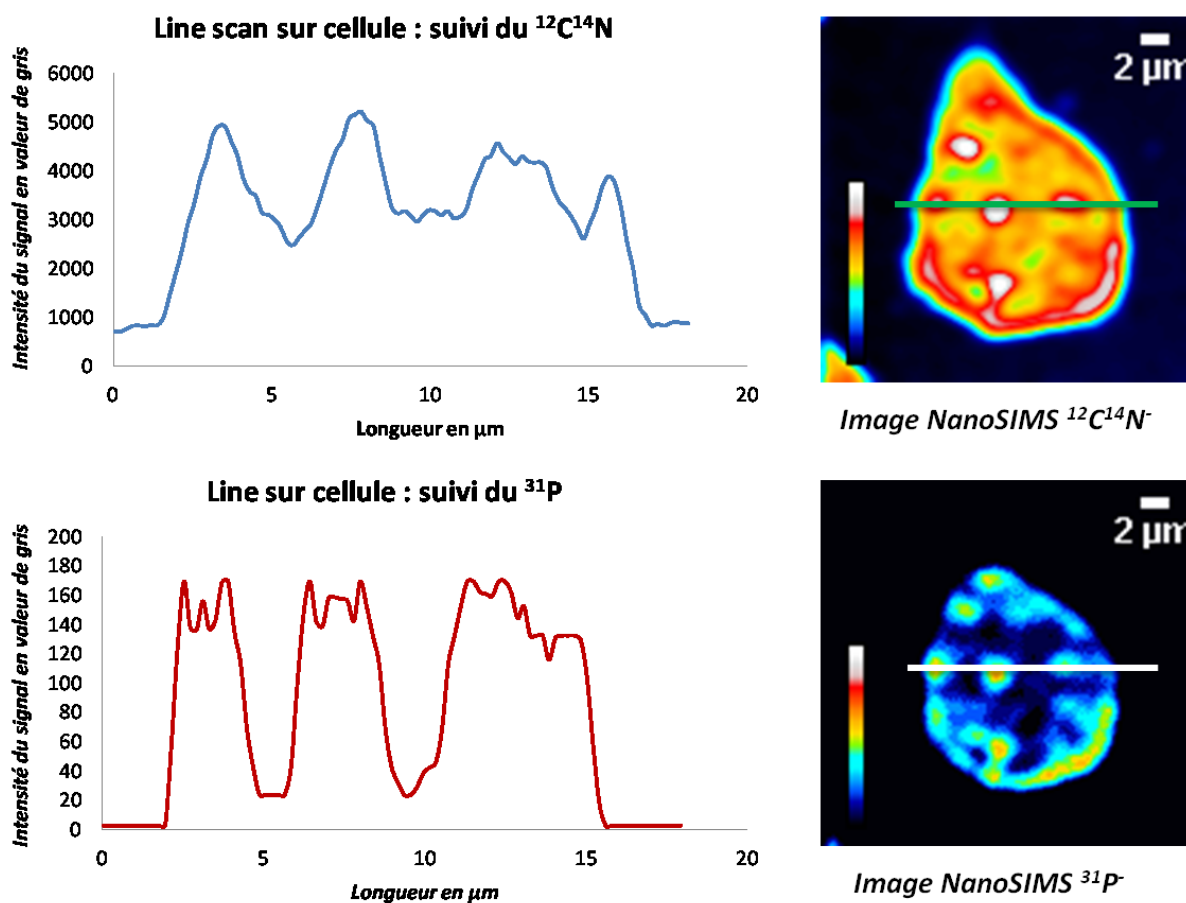 Line scan sur cellule : suivi du ¹²C¹⁴N
Intensité du signal en valeur de gris
6000
5000
4000
3000
2000
1000
0
0 5 10 15 20
Longueur en µm
2 µm
Image NanoSIMS ¹²C¹⁴N⁻
Line sur cellule : suivi du ³¹P
Intensité du signal en valeur de gris
200
180
160
140
120
100
80
60
40
20
0
0 5 10 15 20
Longueur en µm
2 µm
Image NanoSIMS ³¹P⁻